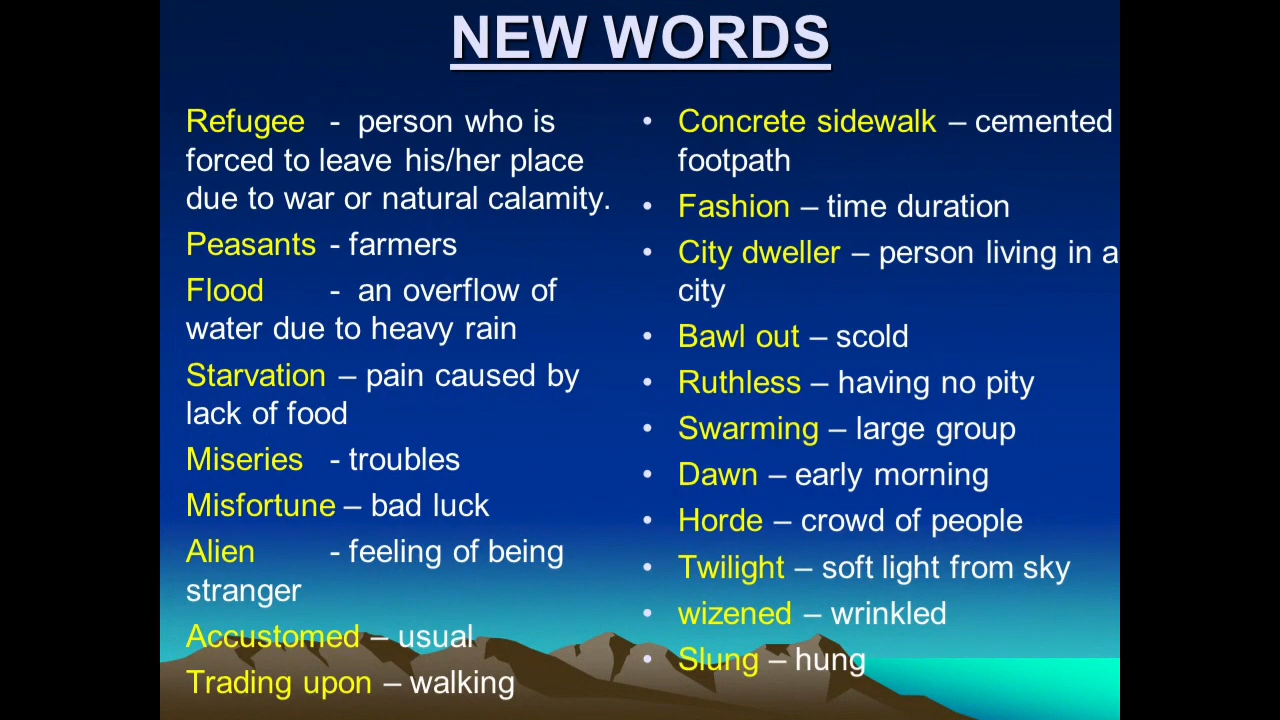 NEW WORDS
Refugee - person who is
forced to leave his/her place
due to war or natural calamity.
Peasants - farmers
Flood - an overflow of
water due to heavy rain
Starvation – pain caused by
lack of food
Miseries - troubles
Misfortune – bad luck
Alien - feeling of being
stranger
Accustomed – usual
Trading upon – walking
• Concrete sidewalk – cemented
footpath
• Fashion – time duration
• City dweller – person living in a
city
• Bawl out – scold
• Ruthless – having no pity
• Swarming – large group
• Dawn – early morning
• Horde – crowd of people
• Twilight – soft light from sky
• wizened – wrinkled
• Slung – hung